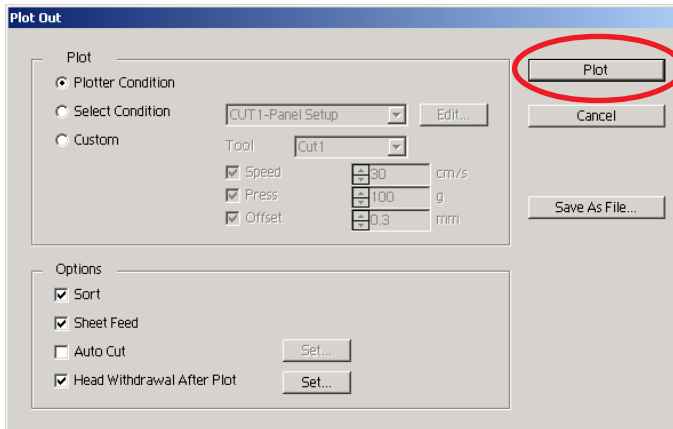 Plot Out
Plot
Plotter Condition
Select Condition
CUT1-Panel Setup
Edit...
Custom
Tool
Cut1
Speed
30
cm/s
Press
100
g
Offset
0.3
mm
Plot
Cancel
Save As File...
Options
Sort
Sheet Feed
Auto Cut
Set...
Head Withdrawal After Plot
Set...